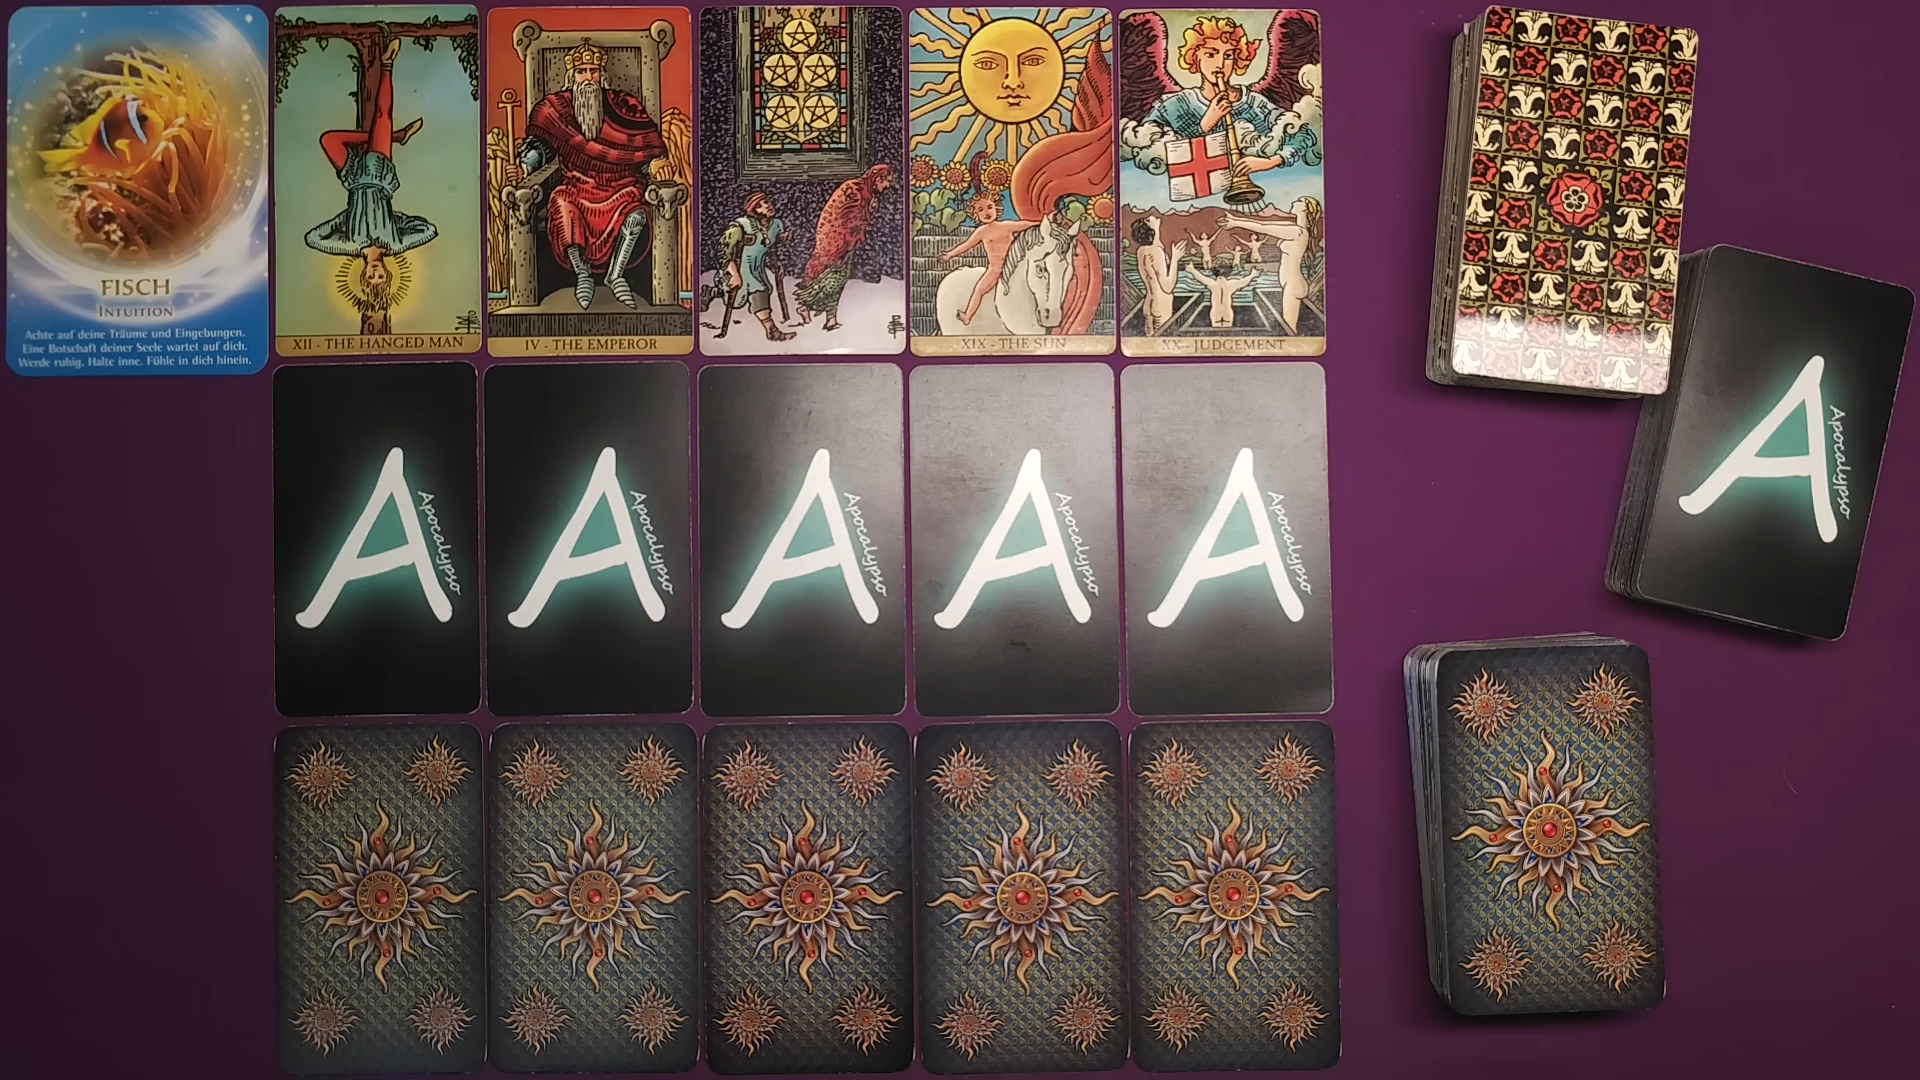 FISCH
INTUITION
Achte auf deine Träume und Eingebungen.
Eine Botschaft deiner Seele wartet auf dich.
Werde ruhig. Halte inne. Fühle in dich hinein.
XII - THE HANGED MAN
IV - THE EMPEROR
XIX - THE SUN
XX - JUDGEMENT
A
Apocalypso
A
Apocalypso
A
Apocalypso
A
Apocalypso
A
Apocalypso
A
Apocalypso